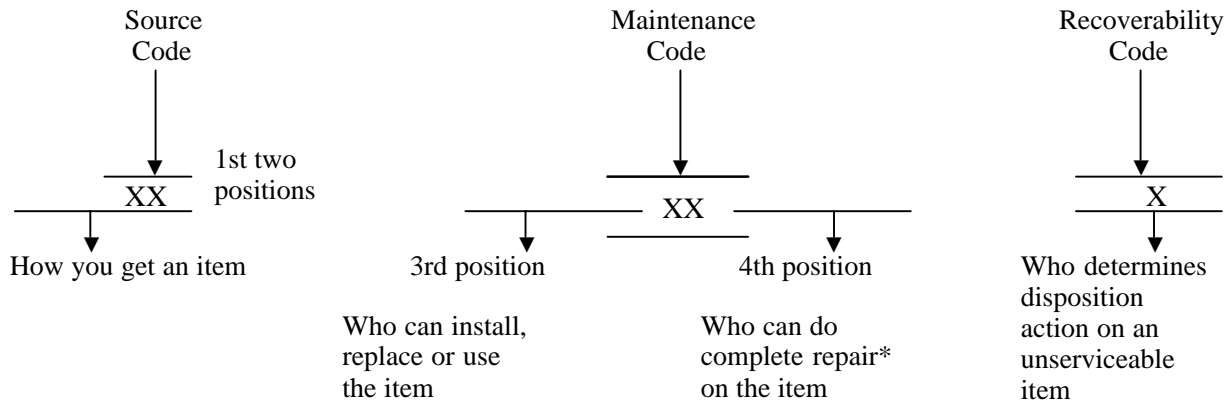 Source
Code
Maintenance
Code
Recoverability
Code
1st two
positions
XX
XX
X
How you get an item
3rd position
4th position
Who determines
disposition
action on an
unserviceable
item
Who can install,
replace or use
the item
Who can do
complete repair*
on the item